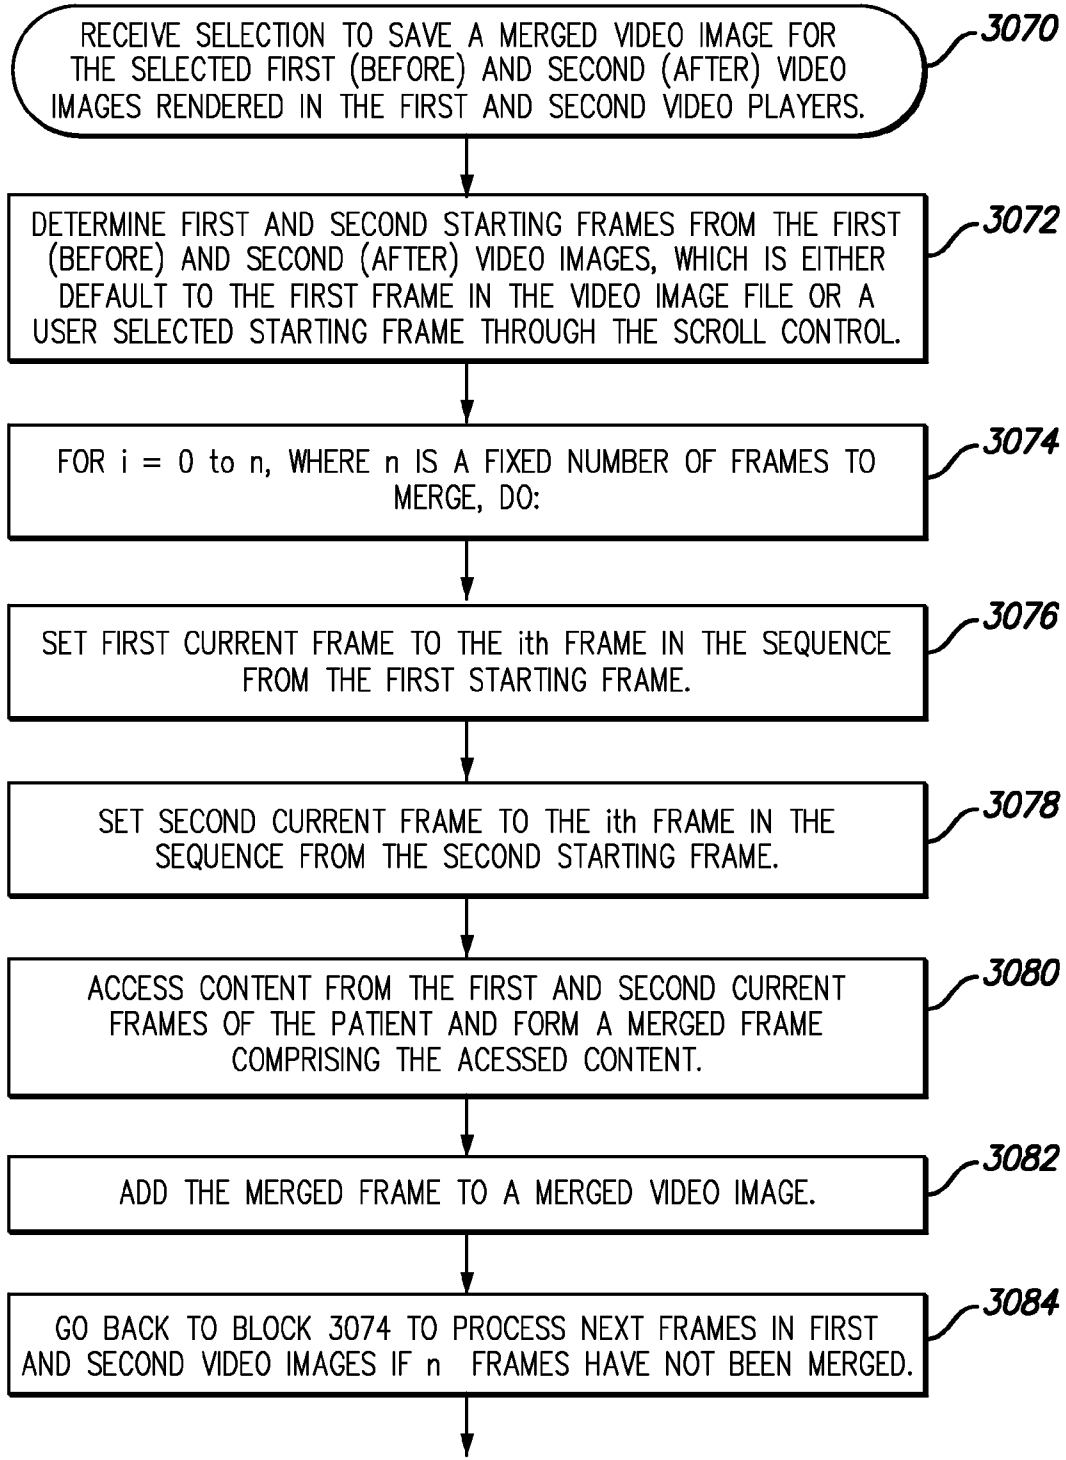 RECEIVE SELECTION TO SAVE A MERGED VIDEO IMAGE FOR
THE SELECTED FIRST (BEFORE) AND SECOND (AFTER) VIDEO
IMAGES RENDERED IN THE FIRST AND SECOND VIDEO PLAYERS.
3070
DETERMINE FIRST AND SECOND STARTING FRAMES FROM THE FIRST
(BEFORE) AND SECOND (AFTER) VIDEO IMAGES, WHICH IS EITHER
DEFAULT TO THE FIRST FRAME IN THE VIDEO IMAGE FILE OR A
USER SELECTED STARTING FRAME THROUGH THE SCROLL CONTROL.
3072
FOR i = 0 to n, WHERE n IS A FIXED NUMBER OF FRAMES TO
MERGE, DO:
3074
SET FIRST CURRENT FRAME TO THE ith FRAME IN THE SEQUENCE
FROM THE FIRST STARTING FRAME.
3076
SET SECOND CURRENT FRAME TO THE ith FRAME IN THE
SEQUENCE FROM THE SECOND STARTING FRAME.
3078
ACCESS CONTENT FROM THE FIRST AND SECOND CURRENT
FRAMES OF THE PATIENT AND FORM A MERGED FRAME
COMPRISING THE ACESSED CONTENT.
3080
ADD THE MERGED FRAME TO A MERGED VIDEO IMAGE.
3082
GO BACK TO BLOCK 3074 TO PROCESS NEXT FRAMES IN FIRST
AND SECOND VIDEO IMAGES IF n FRAMES HAVE NOT BEEN MERGED.
3084